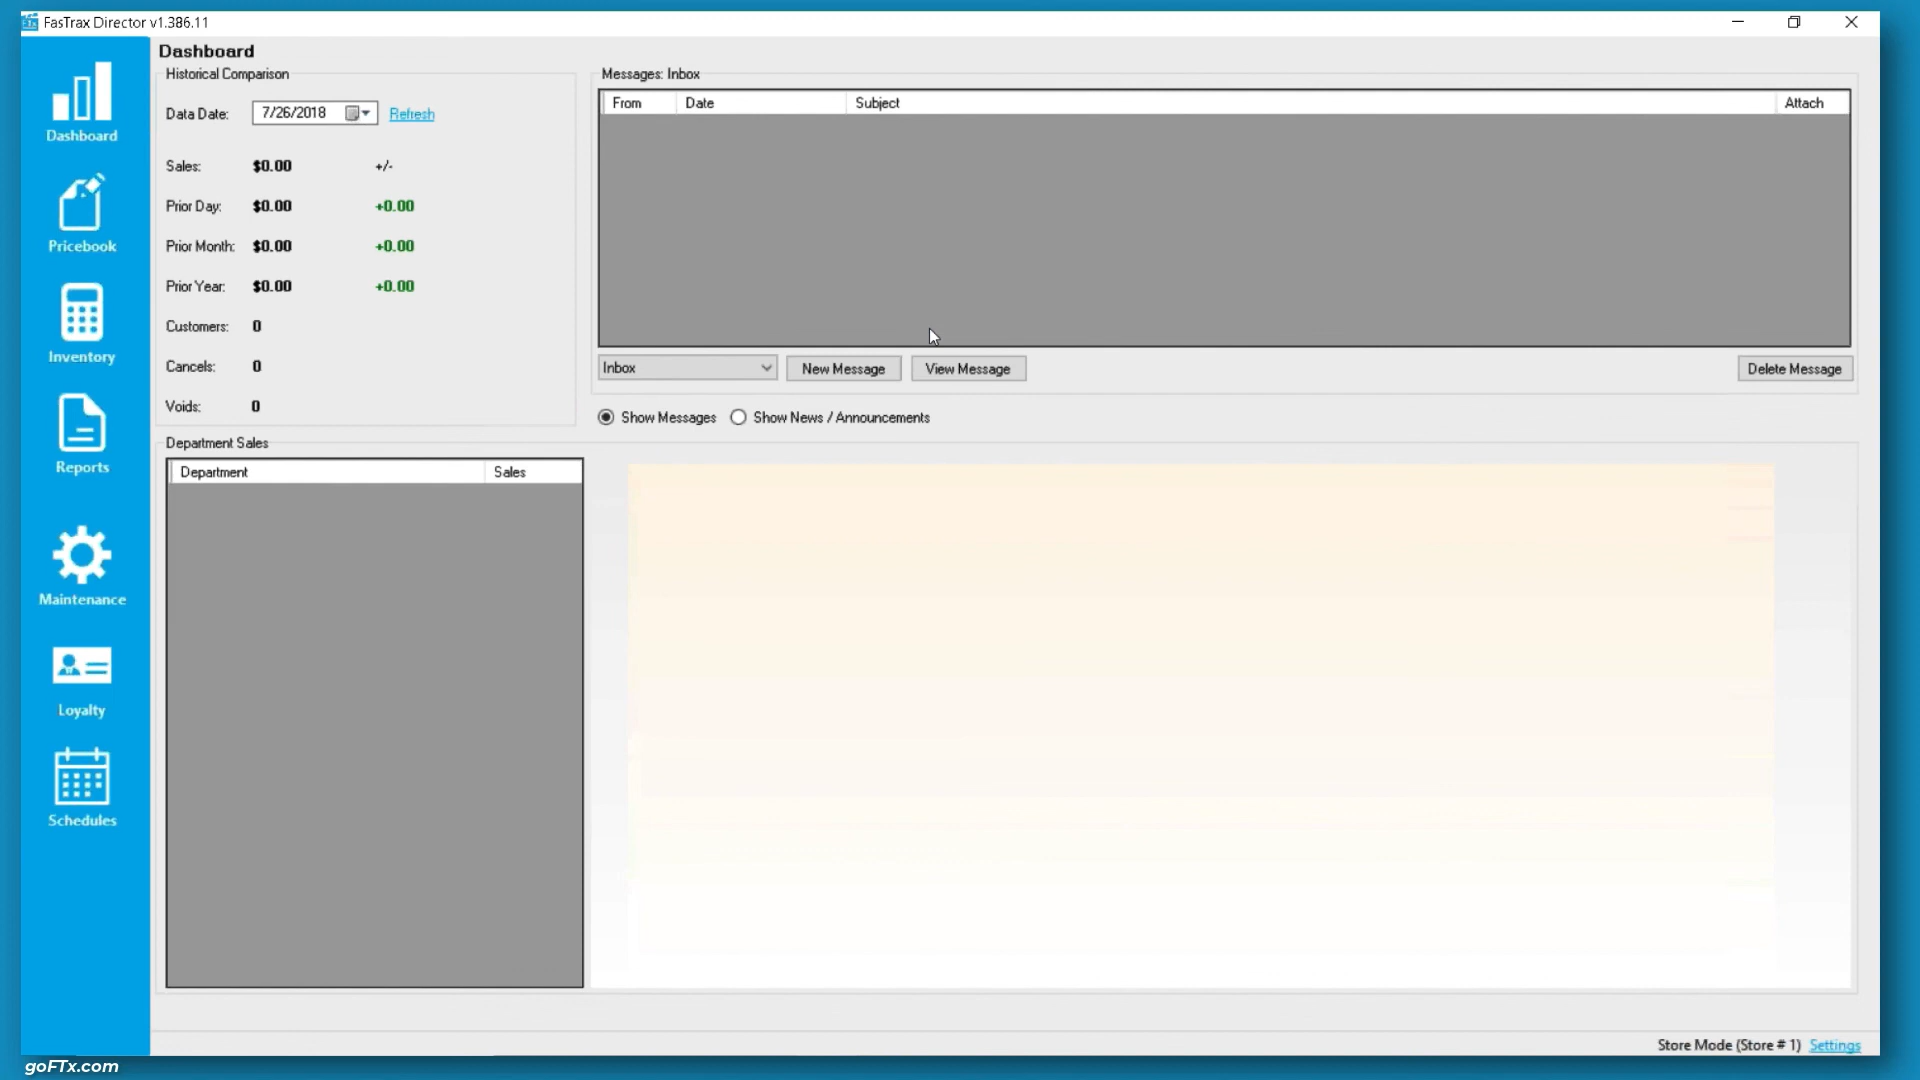 FasTrax Director v1.386.11
Dashboard
Pricebook
Inventory
Reports
Maintenance
Loyalty
Schedules
Dashboard
Historical Comparison
Data Date: 7/26/2018 Refresh
Sales: $0.00 +/-
Prior Day: $0.00 +0.00
Prior Month: $0.00 +0.00
Prior Year: $0.00 +0.00
Customers: 0
Cancels: 0
Voids: 0
Messages: Inbox
From Date Subject Attach
Inbox New Message View Message Delete Message
Show Messages Show News / Announcements
Department Sales
Department Sales
Store Mode (Store # 1) Settings
goFTx.com